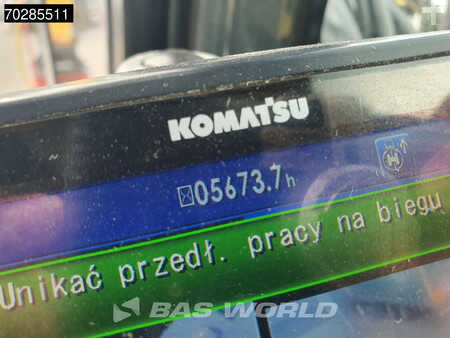 70285511
KOMATSU
05673.7h
Unikać przedł. pracy na biegu
BAS WORLD